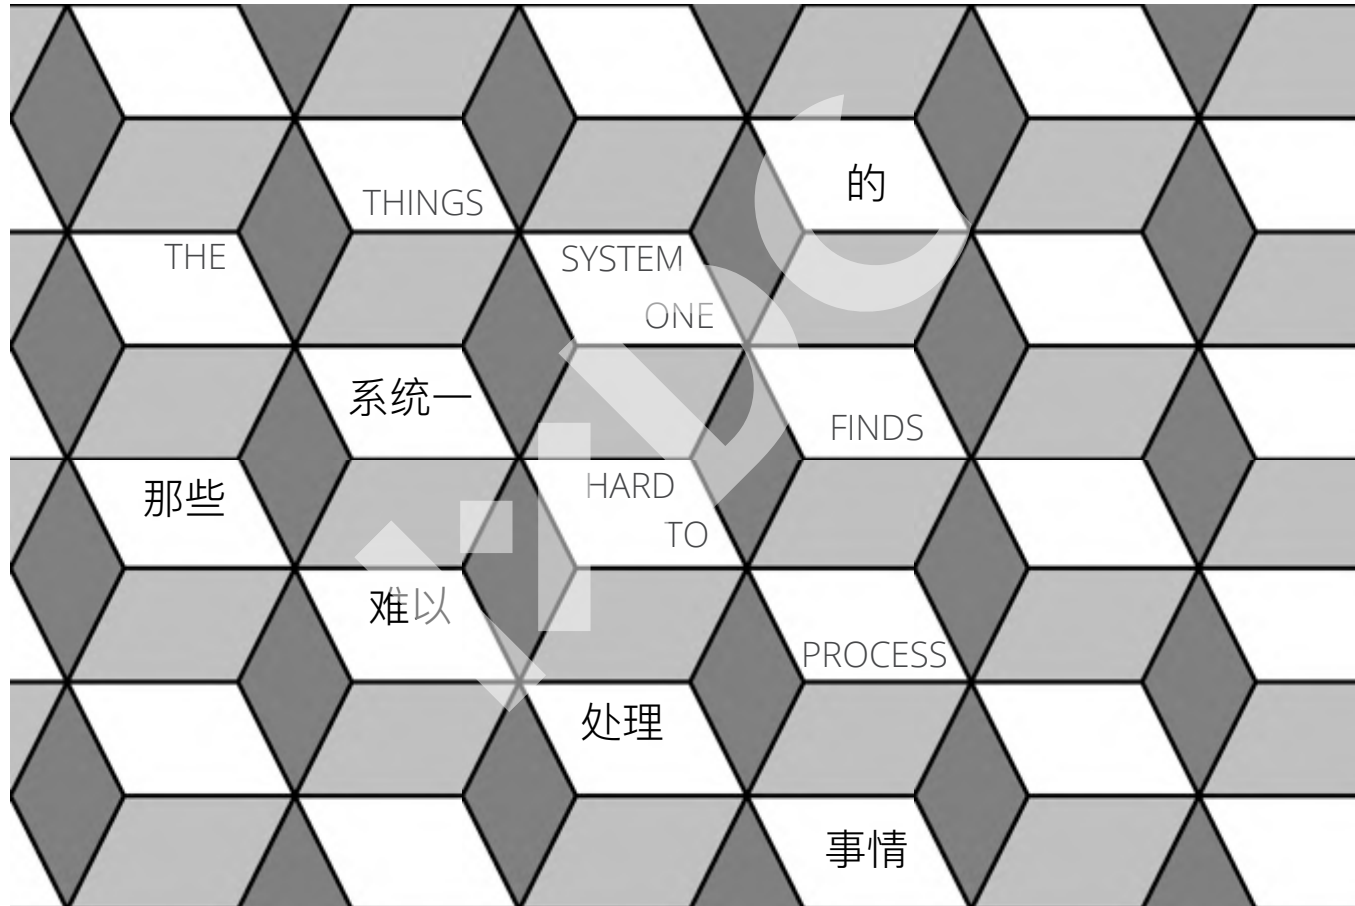 的
THINGS
THE
SYSTEM
ONE
系统一
FINDS
那些
HARD
TO
难以
PROCESS
处理
事情